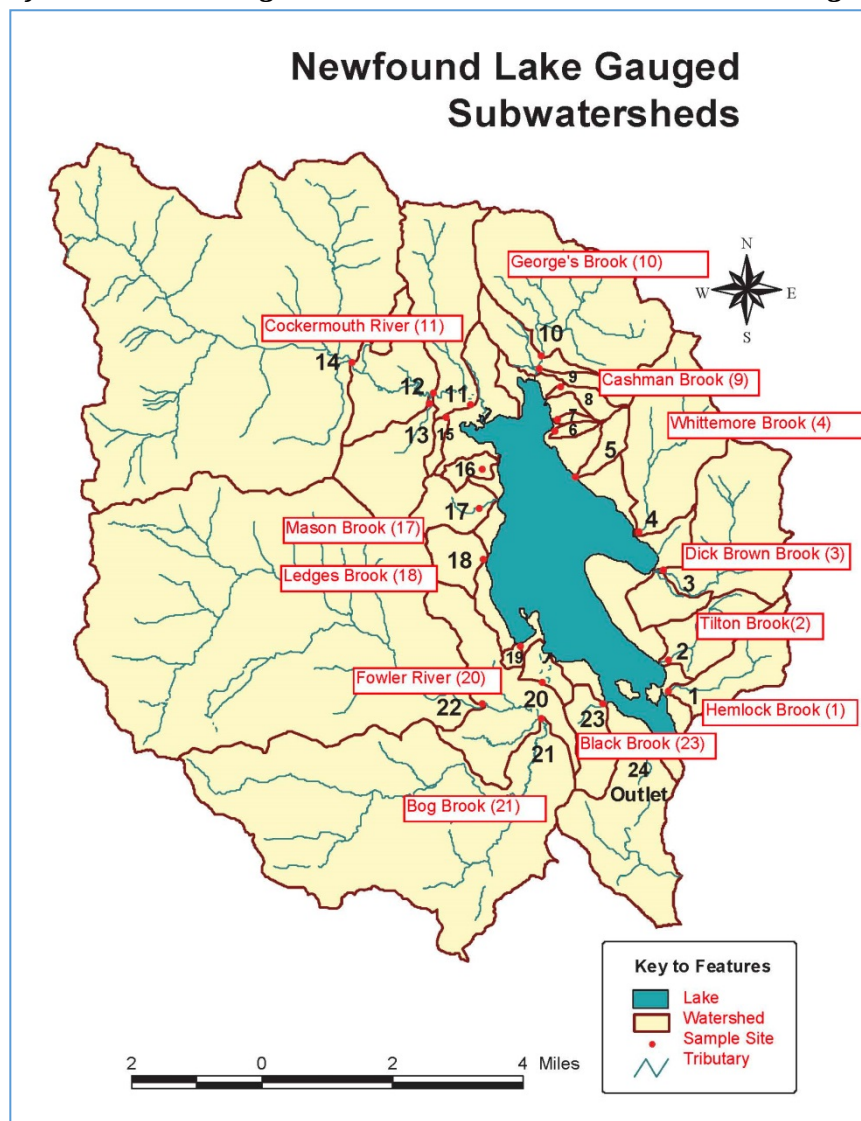 Newfound Lake Gauged
Subwatersheds
George's Brook (10)
N
W E
S
Cockermouth River (11)
10
14
9
Cashman Brook (9)
12
11
8
13
15
7
6
Whittemore Brook (4)
5
16
17
Mason Brook (17)
4
18
Ledges Brook (18)
Dick Brown Brook (3)
3
Tilton Brook(2)
19
2
Fowler River (20)
1
22
20
23
Hemlock Brook (1)
21
Black Brook (23)
24
Outlet
Bog Brook (21)
Key to Features
Lake
Watershed
Sample Site
Tributary
2 0 2 4 Miles